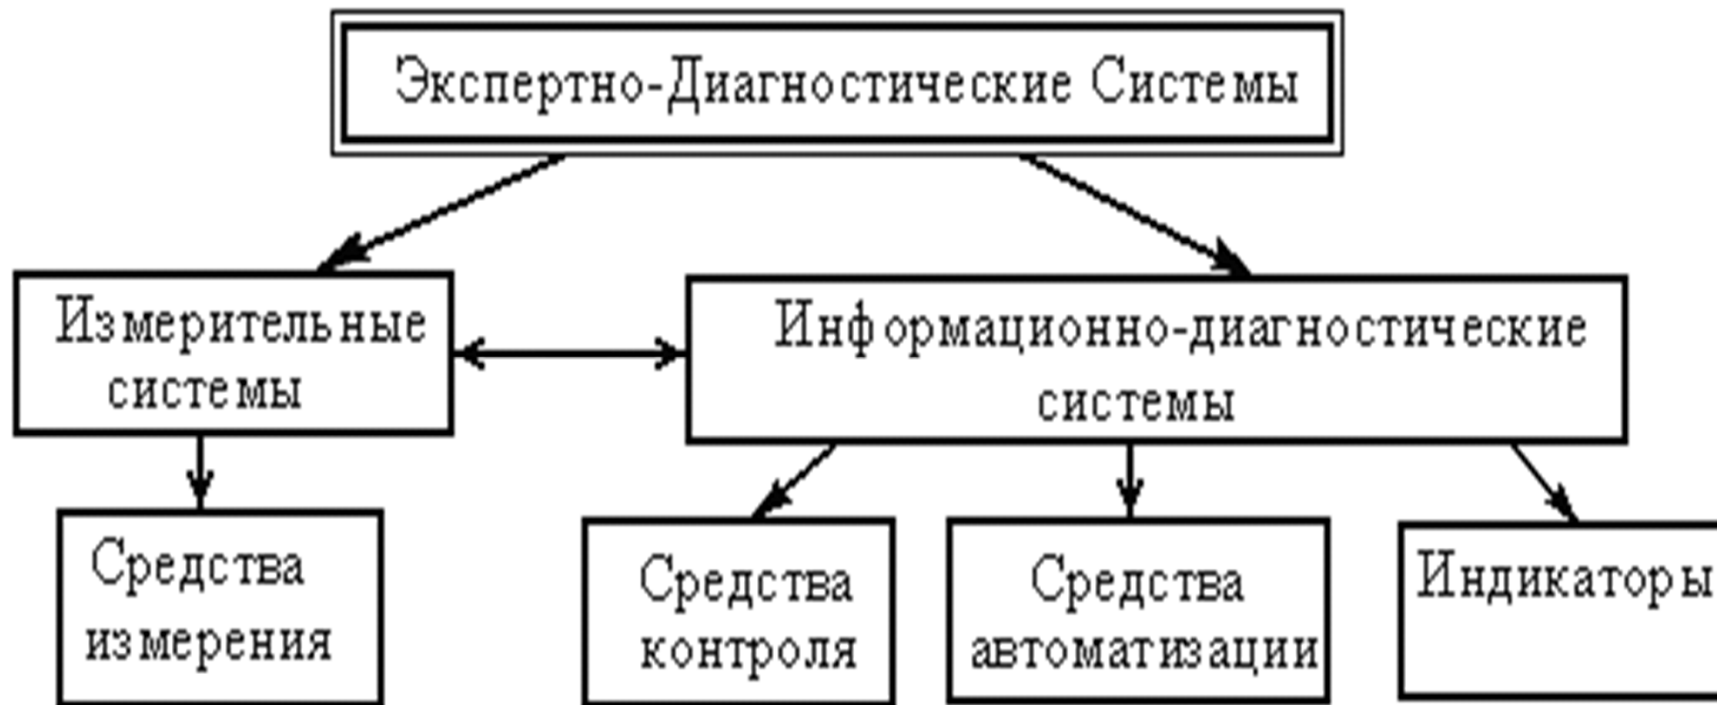 Экспертно-Диагностические Системы
Измерительные
системы
Информационно-диагностические
системы
Средства
измерения
Средства
контроля
Средства
автоматизации
Индикаторы